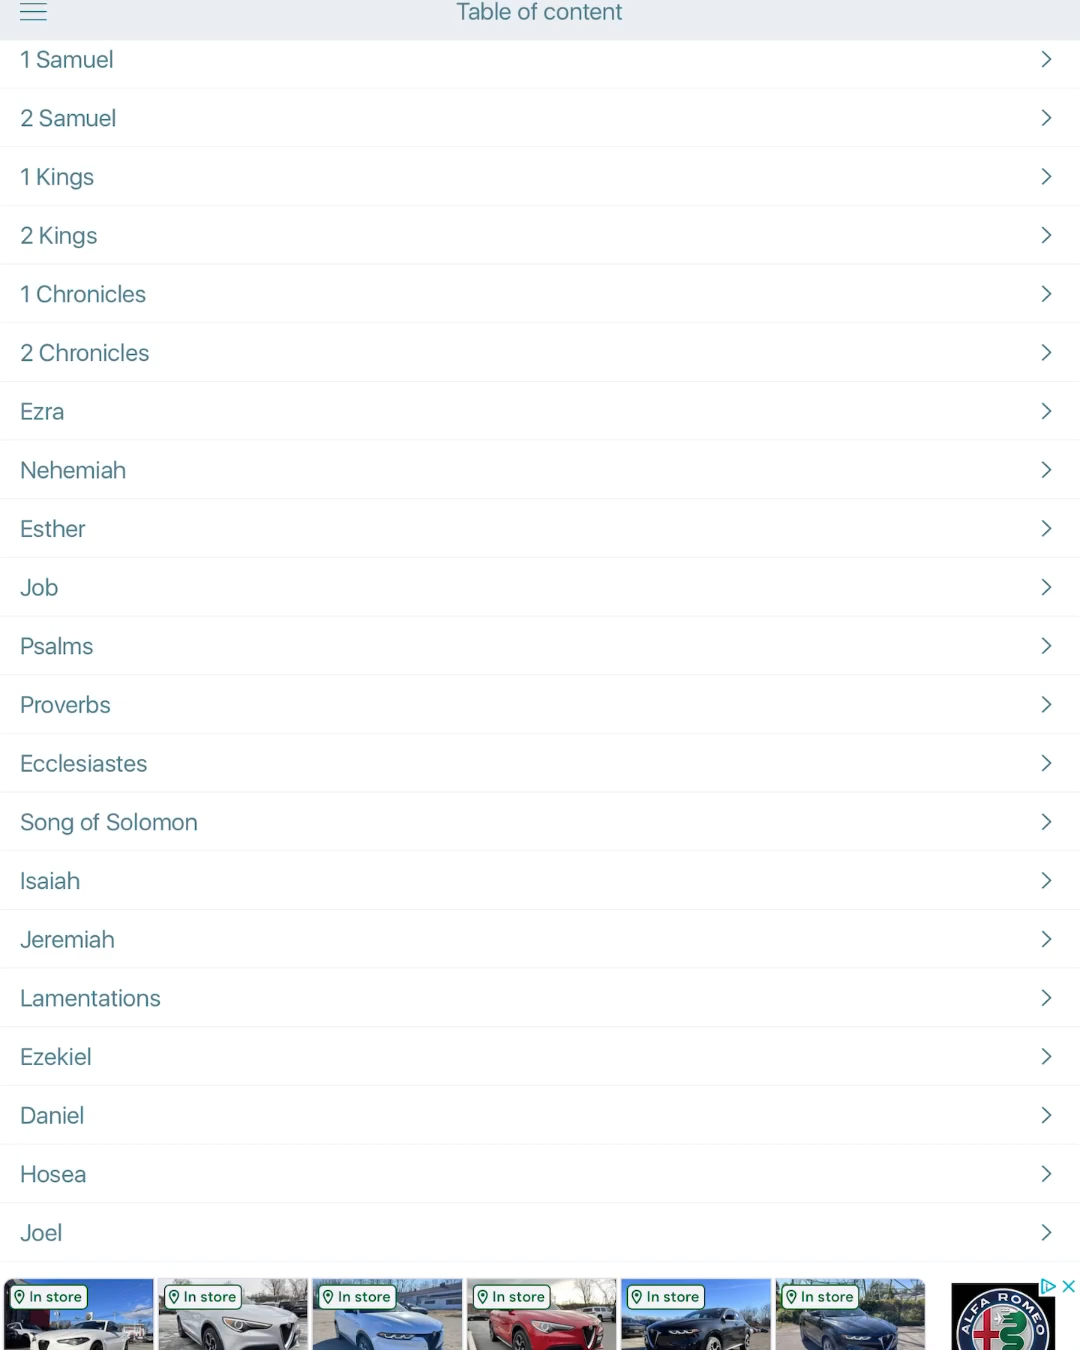 Table of content
1 Samuel
2 Samuel
1 Kings
2 Kings
1 Chronicles
2 Chronicles
Ezra
Nehemiah
Esther
Job
Psalms
Proverbs
Ecclesiastes
Song of Solomon
Isaiah
Jeremiah
Lamentations
Ezekiel
Daniel
Hosea
Joel
In store In store In store In store In store In store
ALFA ROMEO